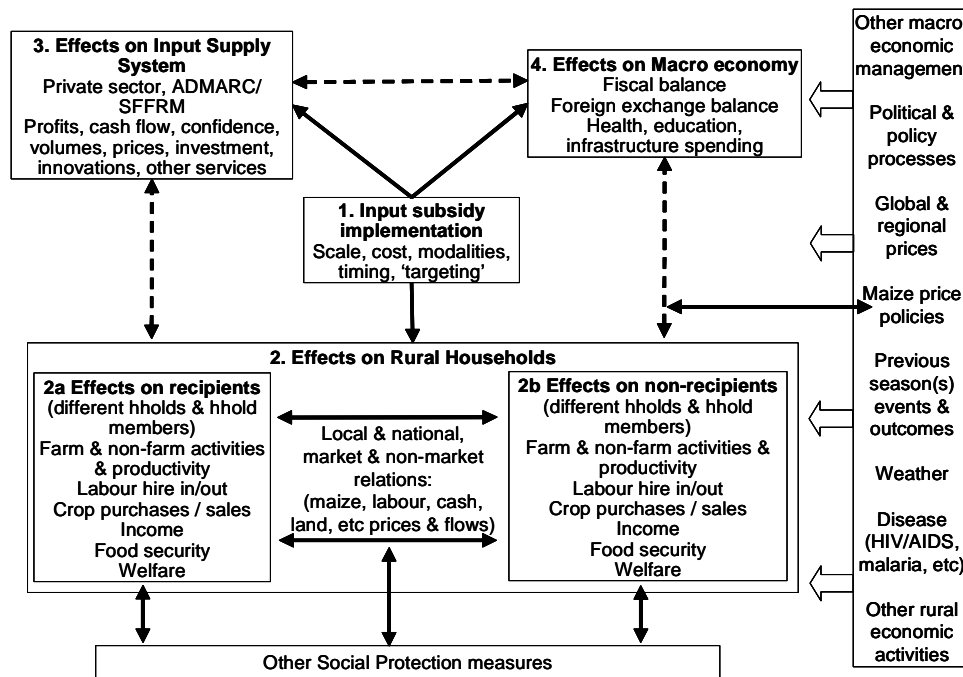 3. Effects on Input Supply
System
Private sector, ADMARC/
SFFRM
Profits, cash flow, confidence,
volumes, prices, investment,
innovations, other services
4. Effects on Macro economy
Fiscal balance
Foreign exchange balance
Health, education,
infrastructure spending
1. Input subsidy
implementation
Scale, cost, modalities,
timing, ‘targeting’
2. Effects on Rural Households
2a Effects on recipients
(different hholds & hhold
members)
Farm & non-farm activities
& productivity
Labour hire in/out
Crop purchases / sales
Income
Food security
Welfare
Local & national,
market & non-market
relations:
(maize, labour, cash,
land, etc prices & flows)
2b Effects on non-recipients
(different hholds & hhold
members)
Farm & non-farm activities &
productivity
Labour hire in/out
Crop purchases / sales
Income
Food security
Welfare
Other Social Protection measures
Other macro
economic
management
Political &
policy
processes
Global &
regional
prices
Maize price
policies
Previous
season(s)
events &
outcomes
Weather
Disease
(HIV/AIDS,
malaria, etc)
Other rural
economic
activities